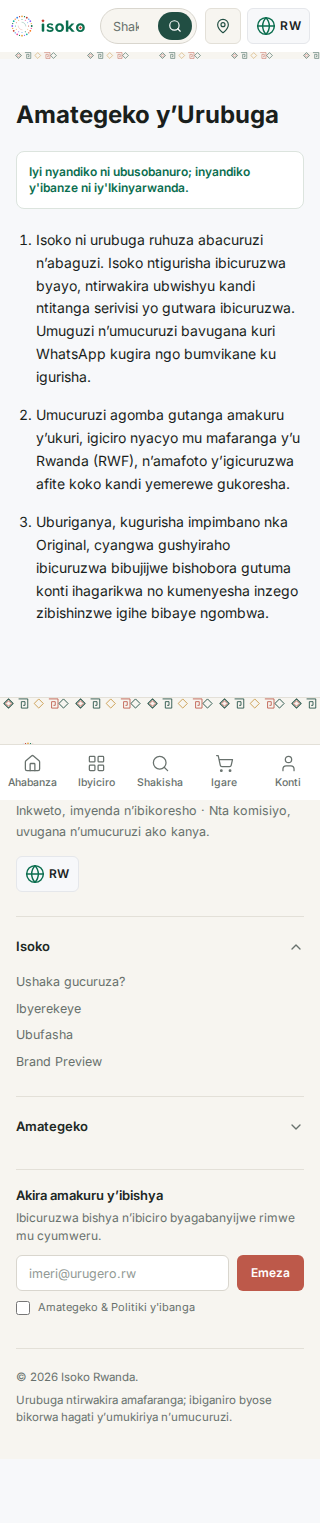 isoko
Shak
RW
Amategeko y’Urubuga
Iyi nyandiko ni ubusobanuro; inyandiko
y'ibanze ni iy'Ikinyarwanda.
1. Isoko ni urubuga ruhuza abacuruzi
n’abaguzi. Isoko ntigurisha ibicuruzwa
byayo, ntirwakira ubwishyu kandi
ntitanga serivisi yo gutwara ibicuruzwa.
Umuguzi n’umucuruzi bavugana kuri
WhatsApp kugira ngo bumvikane ku
igurisha.
2. Umucuruzi agomba gutanga amakuru
y’ukuri, igiciro nyacyo mu mafaranga y’u
Rwanda (RWF), n’amafoto y’igicuruzwa
afite koko kandi yemerewe gukoresha.
3. Uburiganya, kugurisha impimbano nka
Original, cyangwa gushyiraho
ibicuruzwa bibujijwe bishobora gutuma
konti ihagarikwa no kumenyesha inzego
zibishinzwe igihe bibaye ngombwa.
Ahabanza
Ibyiciro
Shakisha
Igare
Konti
Inkweto, imyenda n’ibikoresho · Nta komisiyo,
uvugana n’umucuruzi ako kanya.
RW
Isoko
Ushaka gucuruza?
Ibyerekeye
Ubufasha
Brand Preview
Amategeko
Akira amakuru y’ibishya
Ibicuruzwa bishya n’ibiciro byagabanyijwe rimwe
mu cyumweru.
imeri@urugero.rw
Emeza
Amategeko & Politiki y'ibanga
© 2026 Isoko Rwanda.
Urubuga ntirwakira amafaranga; ibiganiro byose
bikorwa hagati y’umukiriya n’umucuruzi.